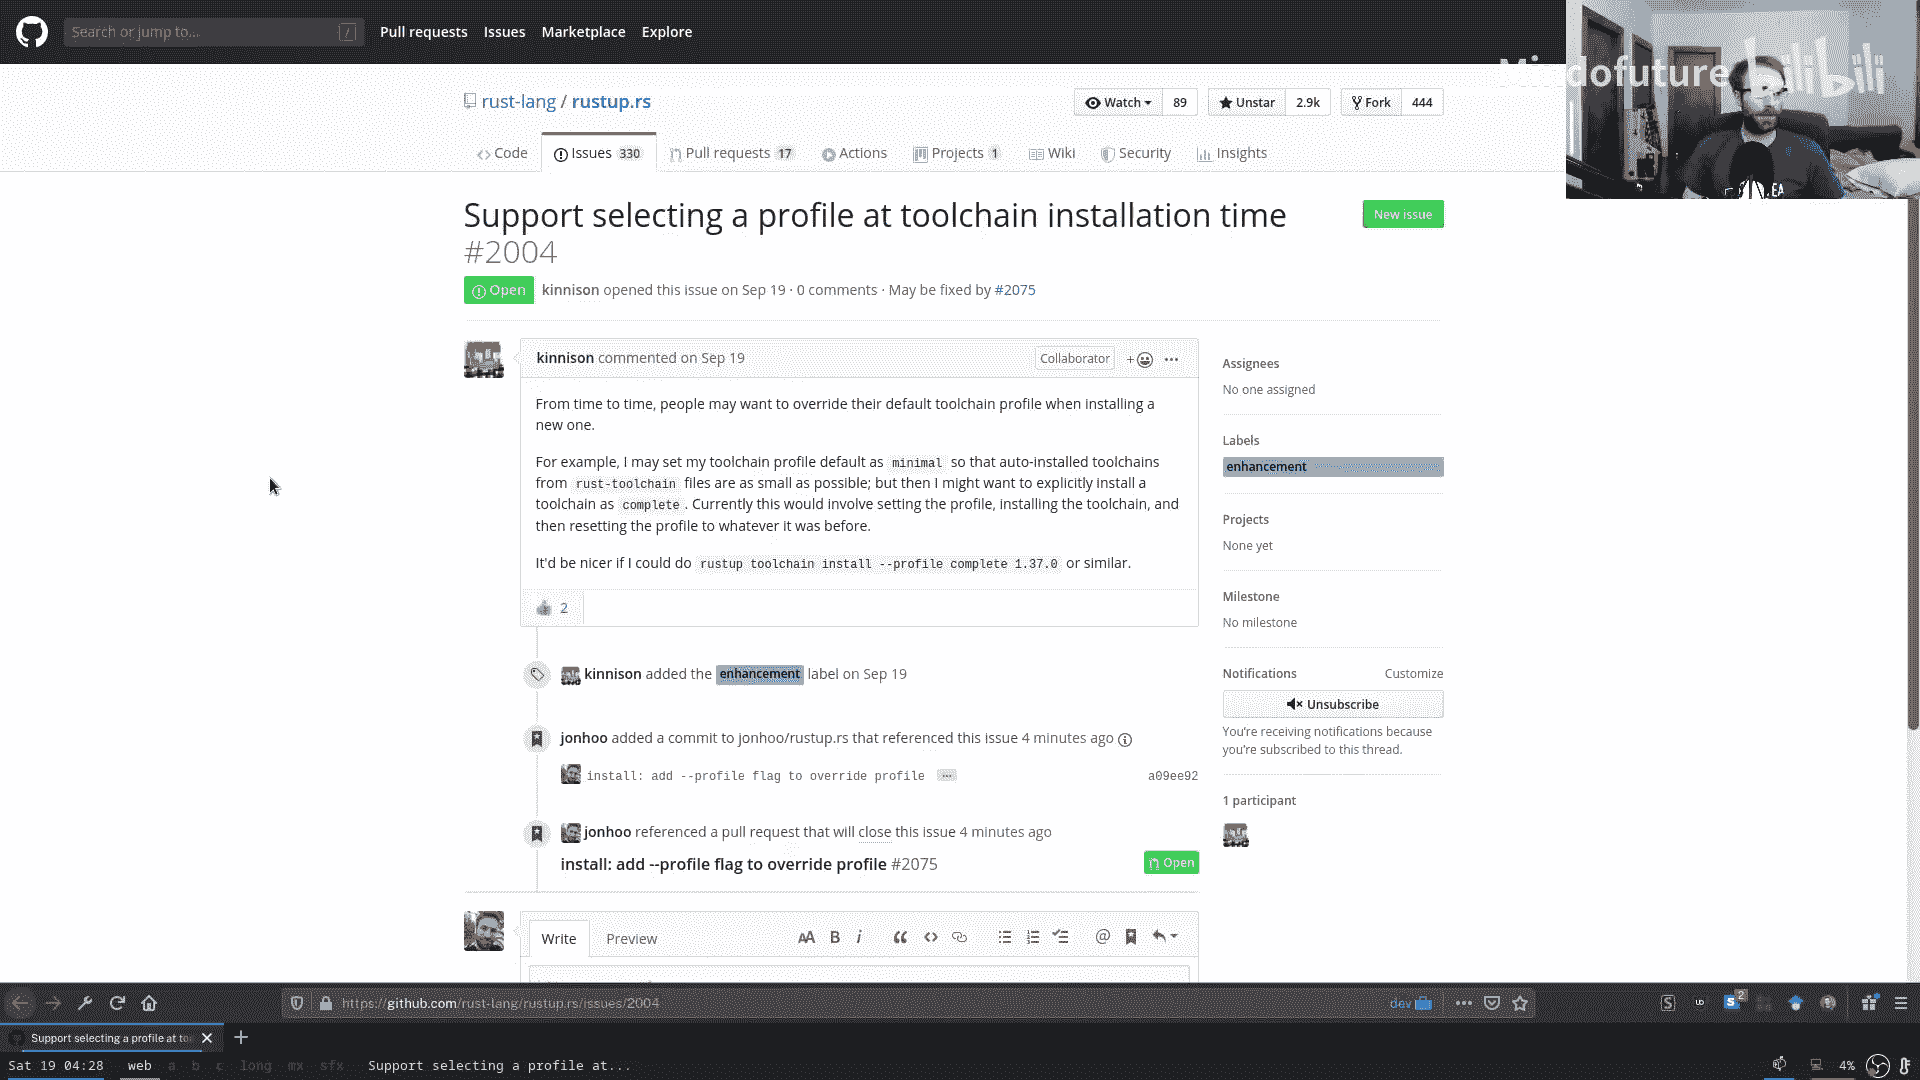 Search or jump to...
/
Pull requests
Issues
Marketplace
Explore
Mindofuture
bilibili
rust-lang / rustup.rs
Watch
89
Unstar
2.9k
Fork
444
Code
Issues 330
Pull requests 17
Actions
Projects 1
Wiki
Security
Insights
Support selecting a profile at toolchain installation time
#2004
New issue
Open
kinnison opened this issue on Sep 19 · 0 comments · May be fixed by #2075
kinnison commented on Sep 19
Collaborator
From time to time, people may want to override their default toolchain profile when installing a
new one.
For example, I may set my toolchain profile default as minimal so that auto-installed toolchains
from rust-toolchain files are as small as possible; but then I might want to explicitly install a
toolchain as complete. Currently this would involve setting the profile, installing the toolchain, and
then resetting the profile to whatever it was before.
It'd be nicer if I could do rustup toolchain install --profile complete 1.37.0 or similar.
2
kinnison added the enhancement label on Sep 19
jonhoo added a commit to jonhoo/rustup.rs that referenced this issue 4 minutes ago
install: add --profile flag to override profile ...
a09ee92
jonhoo referenced a pull request that will close this issue 4 minutes ago
install: add --profile flag to override profile #2075
Open
Write
Preview
Assignees
No one assigned
Labels
enhancement
Projects
None yet
Milestone
No milestone
Notifications
Customize
Unsubscribe
You're receiving notifications because
you're subscribed to this thread.
1 participant
https://github.com/rust-lang/rustup.rs/issues/2004
dev
2
Support selecting a profile at to
Sat 19 04:28
web
a
b
c
long
mx
sfx
Support selecting a profile at...
4%